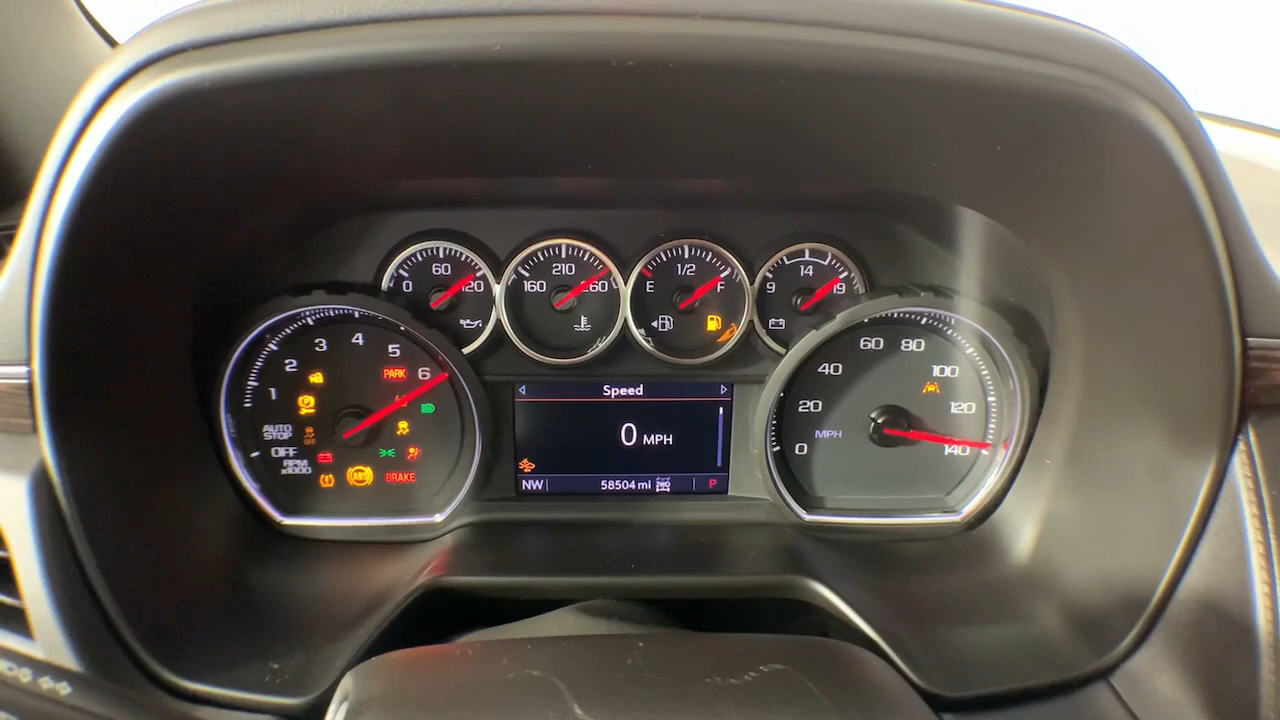 0 60 120
160 210 260
E 1/2 F
9 14 19
1 2 3 4 5 6
PARK
AUTO
STOP
OFF
OFF
RPM
x1000
ABS
BRAKE
Speed
0 MPH
NW 58504 mi 2WD P
0 20 40 60 80 100 120 140
MPH